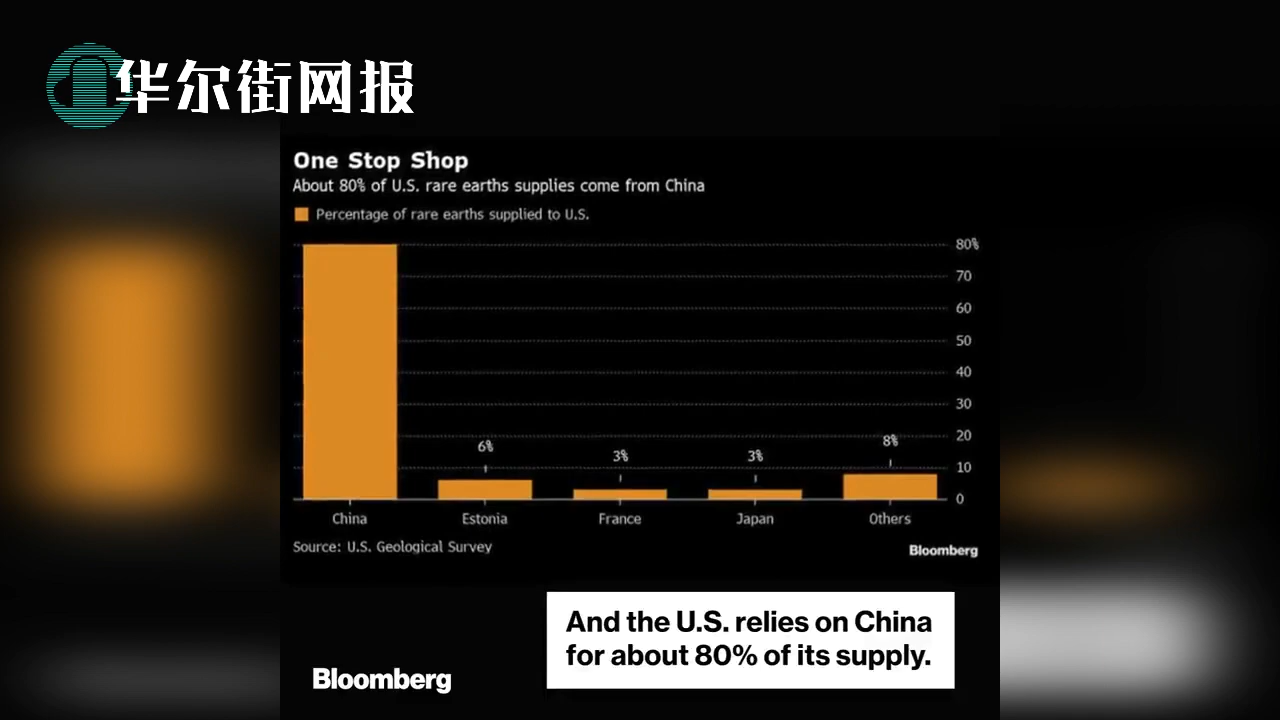 华尔街网报
One Stop Shop
About 80% of U.S. rare earths supplies come from China
Percentage of rare earths supplied to U.S.
80%
70
60
50
40
30
20
10
0
6%
3%
3%
8%
China
Estonia
France
Japan
Others
Source: U.S. Geological Survey
Bloomberg
And the U.S. relies on China
for about 80% of its supply.
Bloomberg